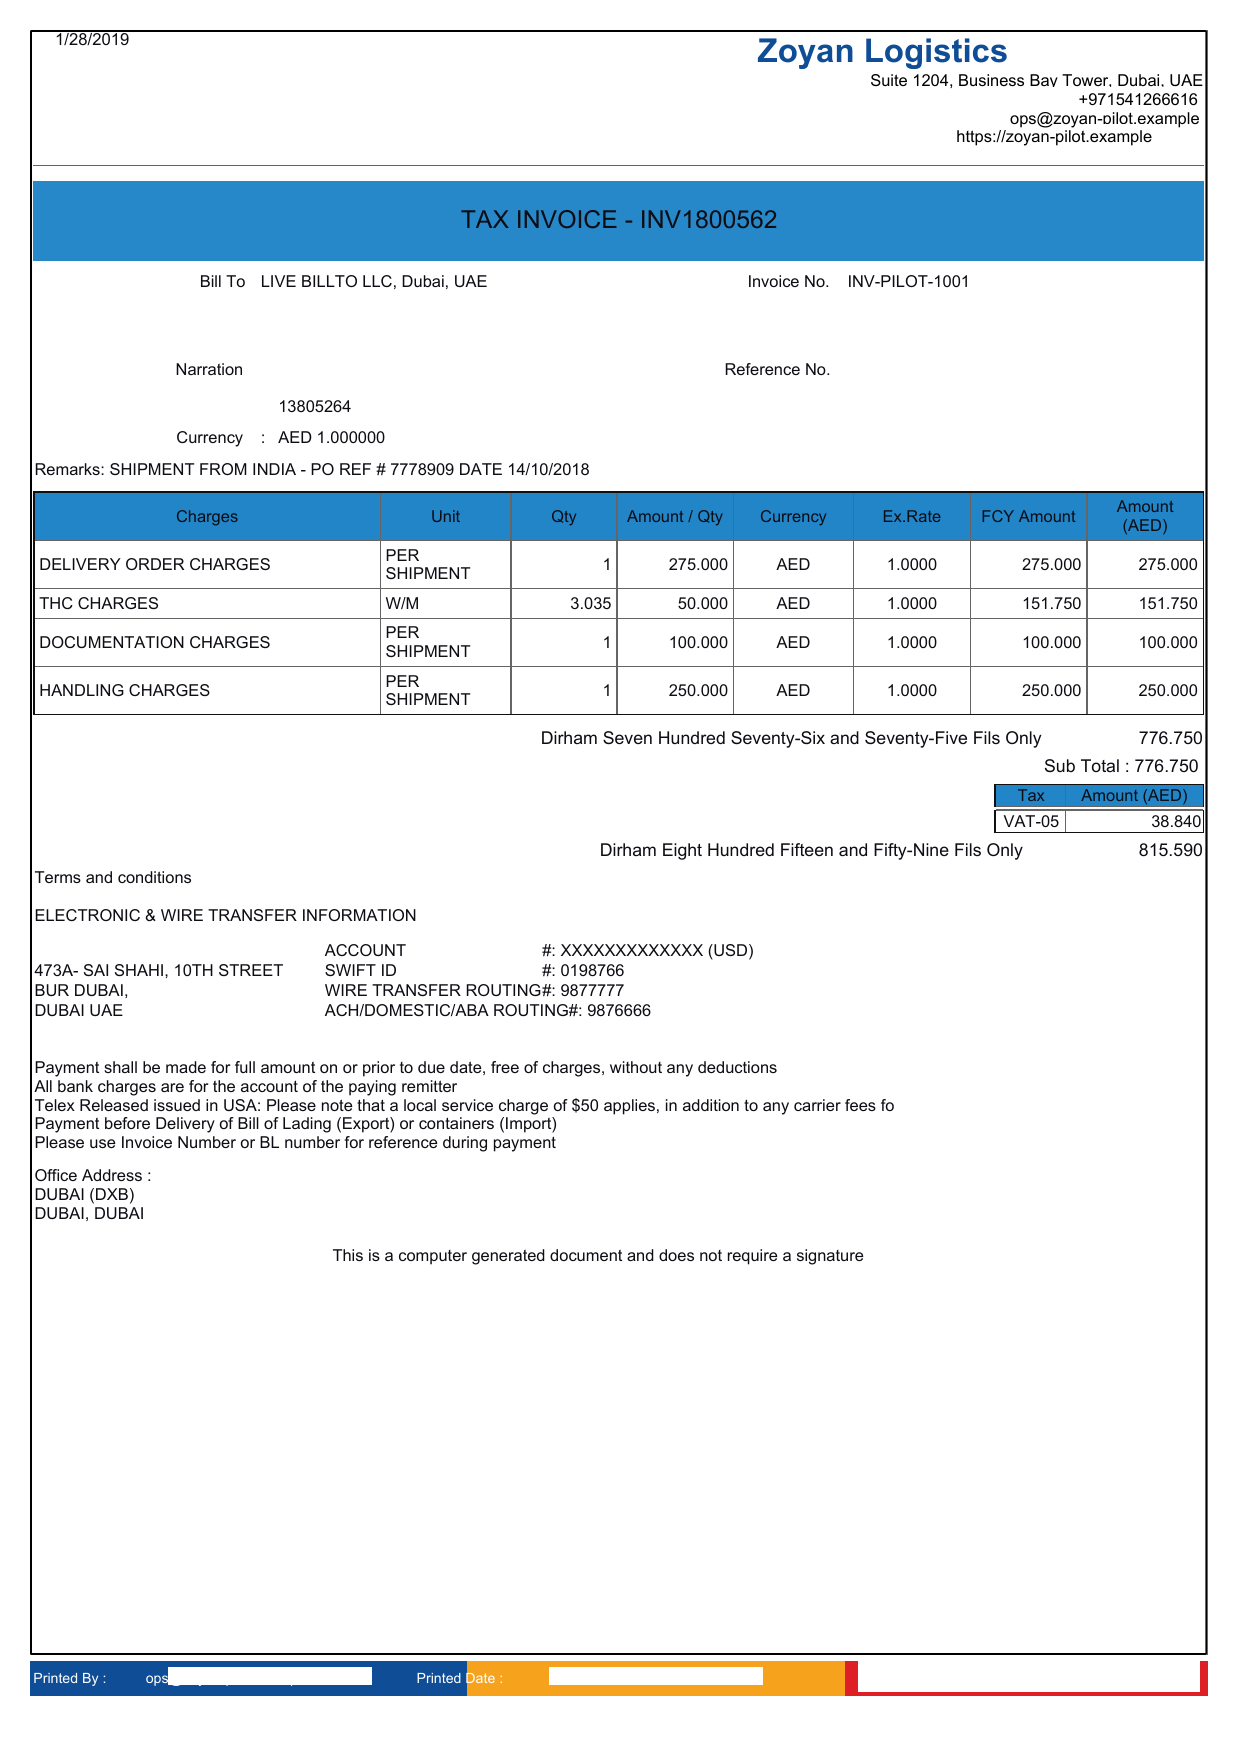 1/28/2019
Zoyan Logistics
Suite 1204, Business Bay Tower, Dubai, UAE
+971541266616
ops@zoyan-pilot.example
https://zoyan-pilot.example
TAX INVOICE - INV1800562
Bill To LIVE BILLTO LLC, Dubai, UAE Invoice No. INV-PILOT-1001
Narration Reference No.
13805264
Currency : AED 1.000000
Remarks: SHIPMENT FROM INDIA - PO REF # 7778909 DATE 14/10/2018
Charges Unit Qty Amount / Qty Currency Ex.Rate FCY Amount Amount (AED)
DELIVERY ORDER CHARGES PER SHIPMENT 1 275.000 AED 1.0000 275.000 275.000
THC CHARGES W/M 3.035 50.000 AED 1.0000 151.750 151.750
DOCUMENTATION CHARGES PER SHIPMENT 1 100.000 AED 1.0000 100.000 100.000
HANDLING CHARGES PER SHIPMENT 1 250.000 AED 1.0000 250.000 250.000
Dirham Seven Hundred Seventy-Six and Seventy-Five Fils Only 776.750
Sub Total : 776.750
Tax Amount (AED)
VAT-05 38.840
Dirham Eight Hundred Fifteen and Fifty-Nine Fils Only 815.590
Terms and conditions
ELECTRONIC & WIRE TRANSFER INFORMATION
ACCOUNT #: XXXXXXXXXXXXX (USD)
473A- SAI SHAHI, 10TH STREET SWIFT ID #: 0198766
BUR DUBAI, WIRE TRANSFER ROUTING#: 9877777
DUBAI UAE ACH/DOMESTIC/ABA ROUTING#: 9876666
Payment shall be made for full amount on or prior to due date, free of charges, without any deductions
All bank charges are for the account of the paying remitter
Telex Released issued in USA: Please note that a local service charge of $50 applies, in addition to any carrier fees fo
Payment before Delivery of Bill of Lading (Export) or containers (Import)
Please use Invoice Number or BL number for reference during payment
Office Address :
DUBAI (DXB)
DUBAI, DUBAI
This is a computer generated document and does not require a signature
Printed By : ops Printed Date :